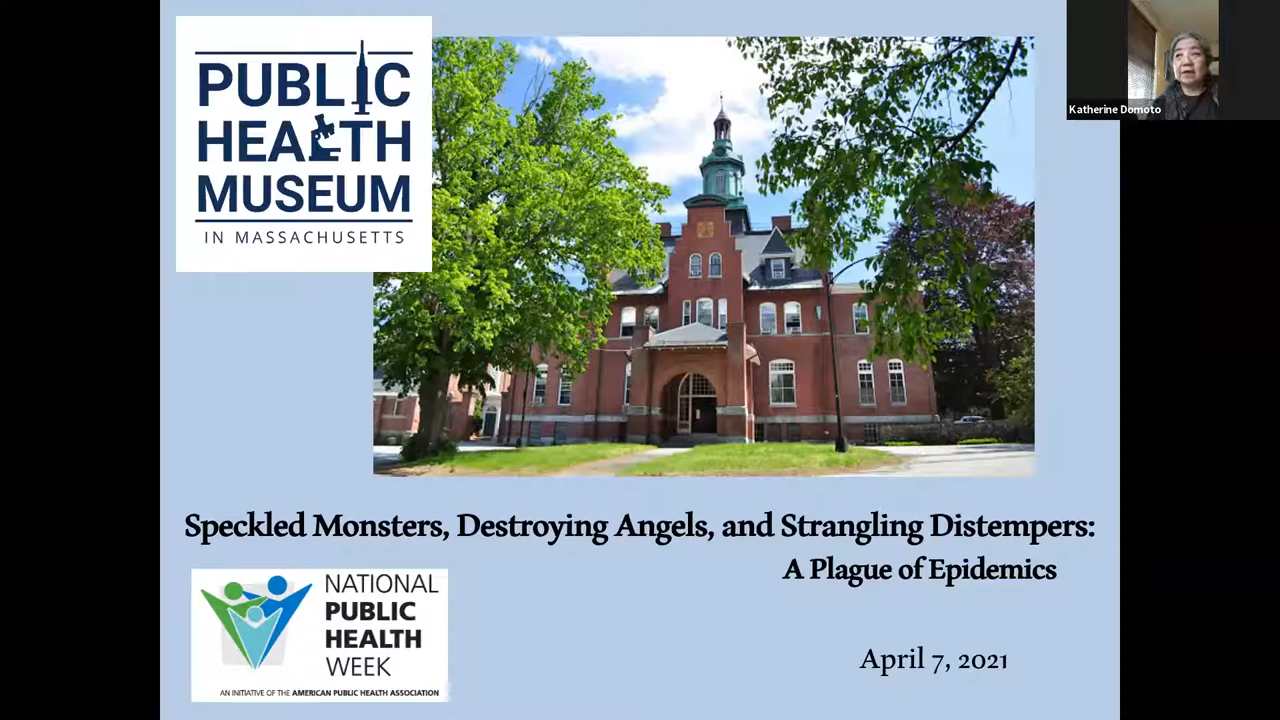 PUBLIC
HEALTH
MUSEUM
IN MASSACHUSETTS
Katherine Domoto
Speckled Monsters, Destroying Angels, and Strangling Distempers:
A Plague of Epidemics
NATIONAL
PUBLIC
HEALTH
WEEK
AN INITIATIVE OF THE AMERICAN PUBLIC HEALTH ASSOCIATION
April 7, 2021